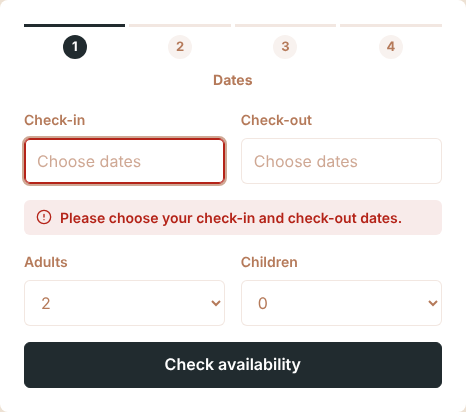 1 2 3 4
Dates
Check-in Check-out
Choose dates Choose dates
Please choose your check-in and check-out dates.
Adults Children
2 0
Check availability